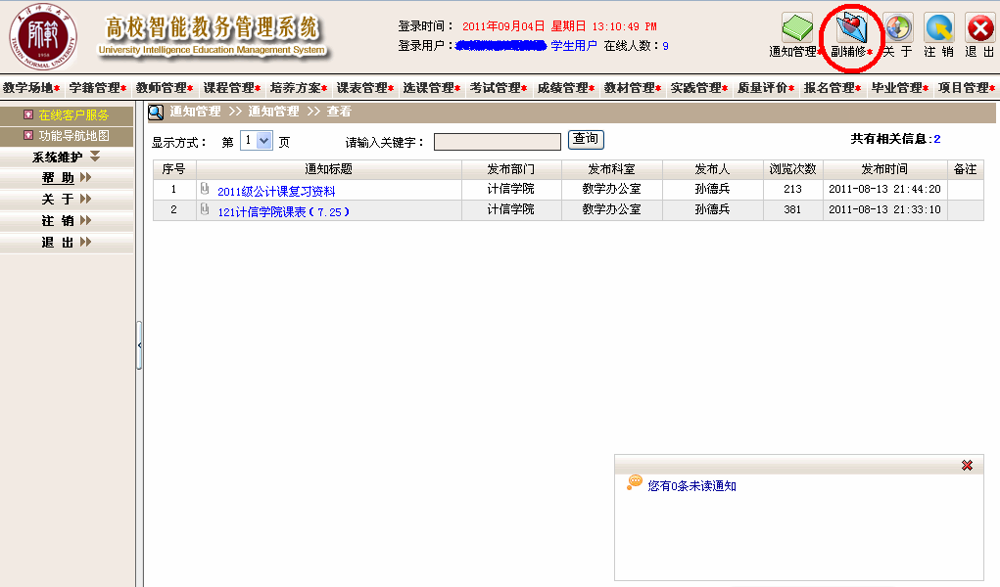 天津师范大学
師範
1958
TIANJIN NORMAL UNIVERSITY
高校智能教务管理系统
University Intelligence Education Management System
登录时间： 2011年09月04日 星期日 13:10:49 PM
登录用户： 学生用户 在线人数：9
通知管理* 副辅修* 关 于 注 销 退 出
教学场地* 学籍管理* 教师管理* 课程管理* 培养方案* 课表管理* 选课管理* 考试管理* 成绩管理* 教材管理* 实践管理* 质量评价* 报名管理* 毕业管理* 项目管理*
在线客户服务
功能导航地图
系统维护
帮 助
关 于
注 销
退 出
通知管理 >> 通知管理 >> 查看
显示方式： 第 1 页 请输入关键字： 查询 共有相关信息:2
序号 通知标题 发布部门 发布科室 发布人 浏览次数 发布时间 备注
1 2011级公计课复习资料 计信学院 教学办公室 孙德兵 213 2011-08-13 21:44:20
2 121计信学院课表（7.25） 计信学院 教学办公室 孙德兵 381 2011-08-13 21:33:10
您有0条未读通知